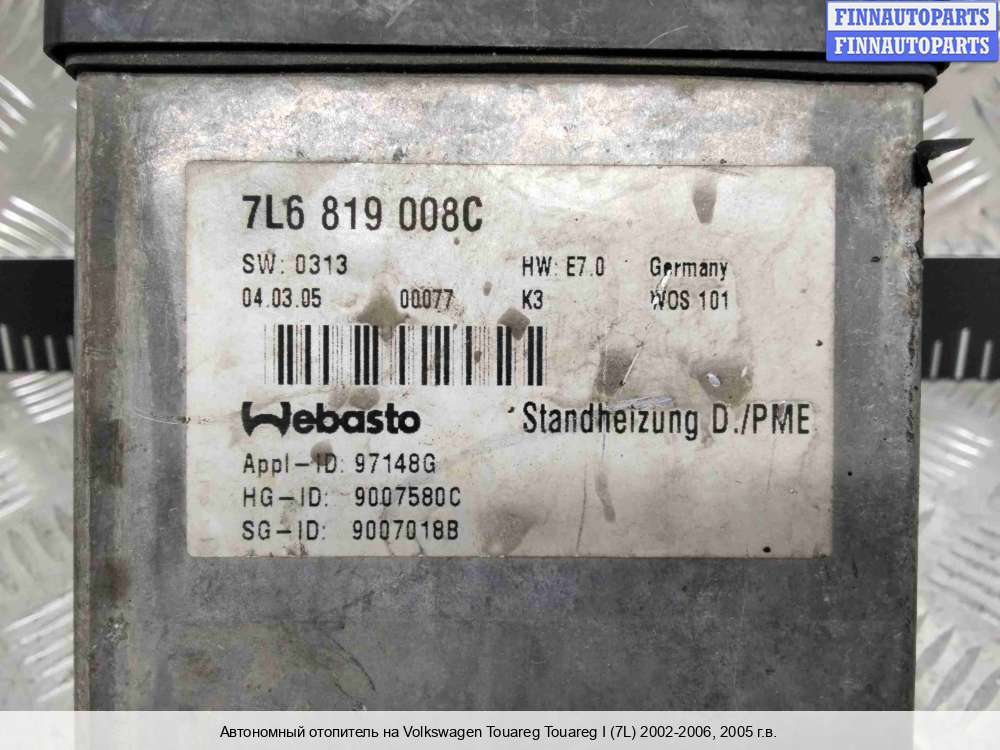 FINNAUTOPARTS
FINNAUTOPARTS
7L6 819 008C
SW: 0313 HW: E7.0 Germany
04.03.05 00077 K3 WOS 101
Webasto Standheizung D./PME
Appl-ID: 97148G
HG-ID: 9007580C
SG-ID: 9007018B
Автономный отопитель на Volkswagen Touareg Touareg I (7L) 2002-2006, 2005 г.в.